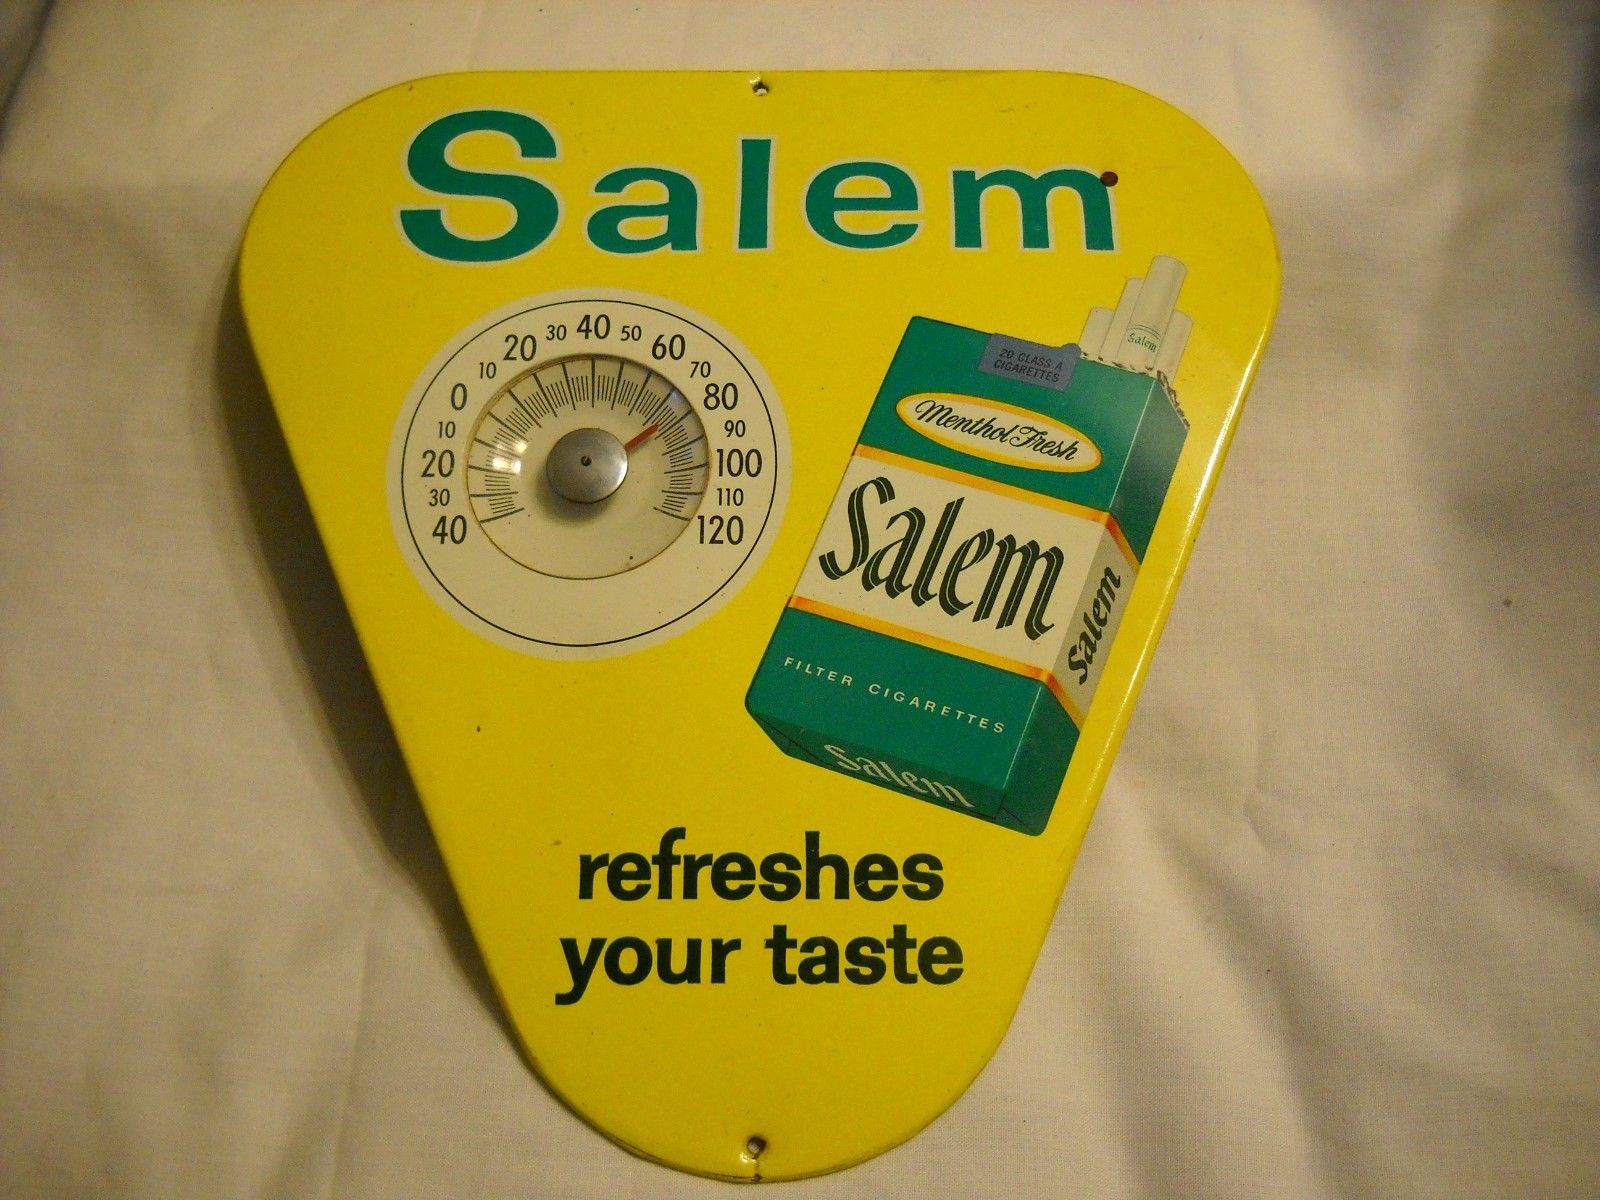 Salem
40
30
20
10
0
10
20
30
40
50
60
70
80
90
100
110
120
20 CLASS A
CIGARETTES
Salem
Menthol Fresh
Salem
Salem
FILTER CIGARETTES
Salem
refreshes
your taste